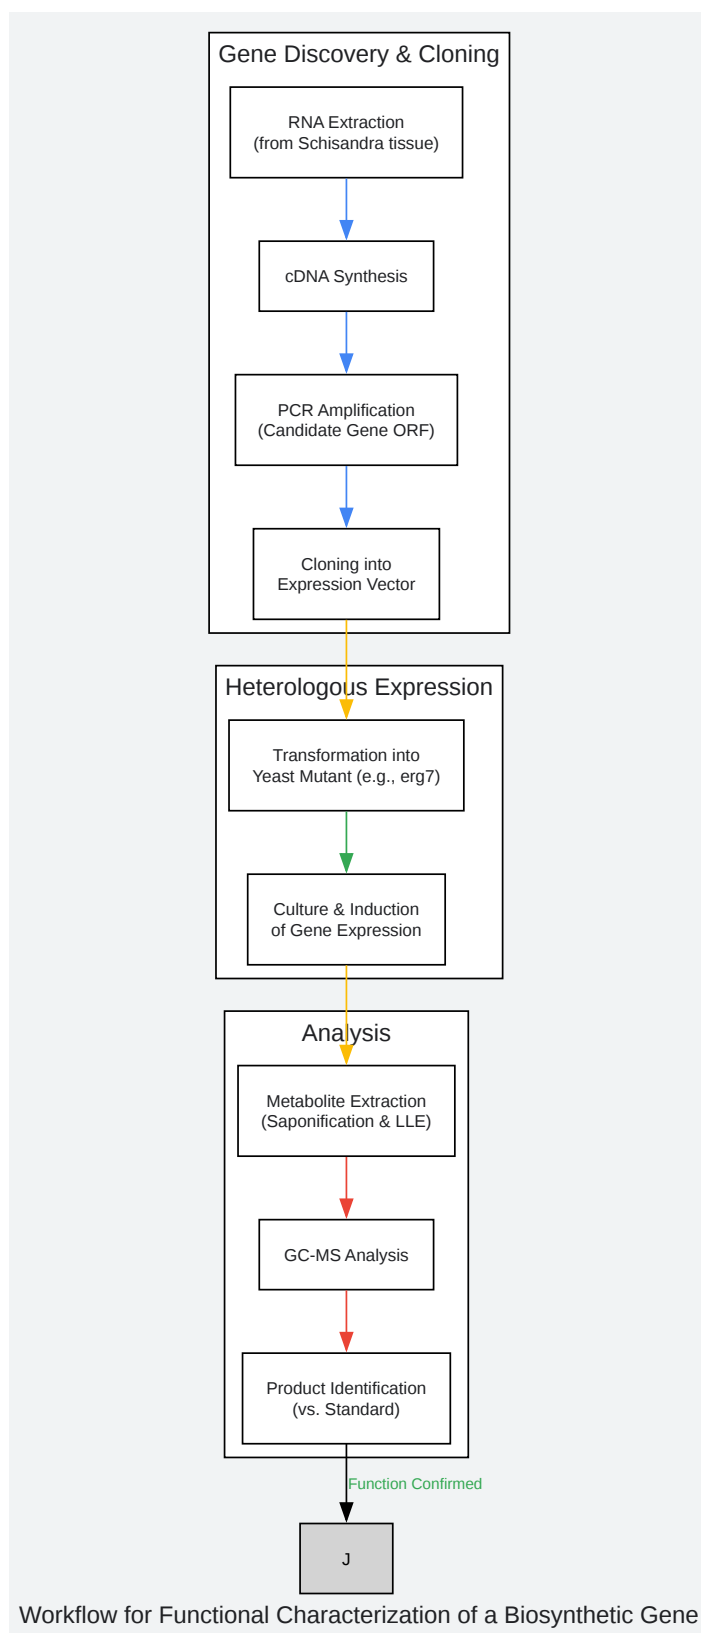 Gene Discovery & Cloning
RNA Extraction
(from Schisandra tissue)
cDNA Synthesis
PCR Amplification
(Candidate Gene ORF)
Cloning into
Expression Vector
Heterologous Expression
Transformation into
Yeast Mutant (e.g., erg7)
Culture & Induction
of Gene Expression
Analysis
Metabolite Extraction
(Saponification & LLE)
GC-MS Analysis
Product Identification
(vs. Standard)
Function Confirmed
J
Workflow for Functional Characterization of a Biosynthetic Gene